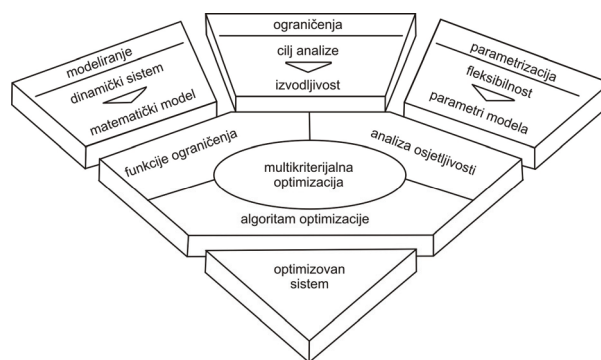 modeliranje
dinamički sistem
matematički model
ograničenja
cilj analize
izvodljivost
parametrizacija
fleksibilnost
parametri modela
funkcije ograničenja
analiza osjetljivosti
multikriterijalna
optimizacija
algoritam optimizacije
optimizovan
sistem